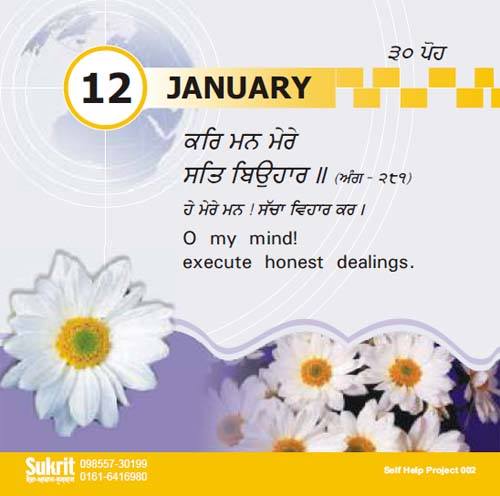 ੩੦ ਪੋਹ
12 JANUARY
ਕਰਿ ਮਨ ਮੇਰੇ
ਸਤਿ ਬਿਉਹਾਰ ॥ (ਅੰਗ - ੨੮੧)
ਹੇ ਮੇਰੇ ਮਨ ! ਸੱਚਾ ਵਿਹਾਰ ਕਰ ।
O my mind!
execute honest dealings.
Sukrit 098557-30199
0161-6416980
Self Help Project 002